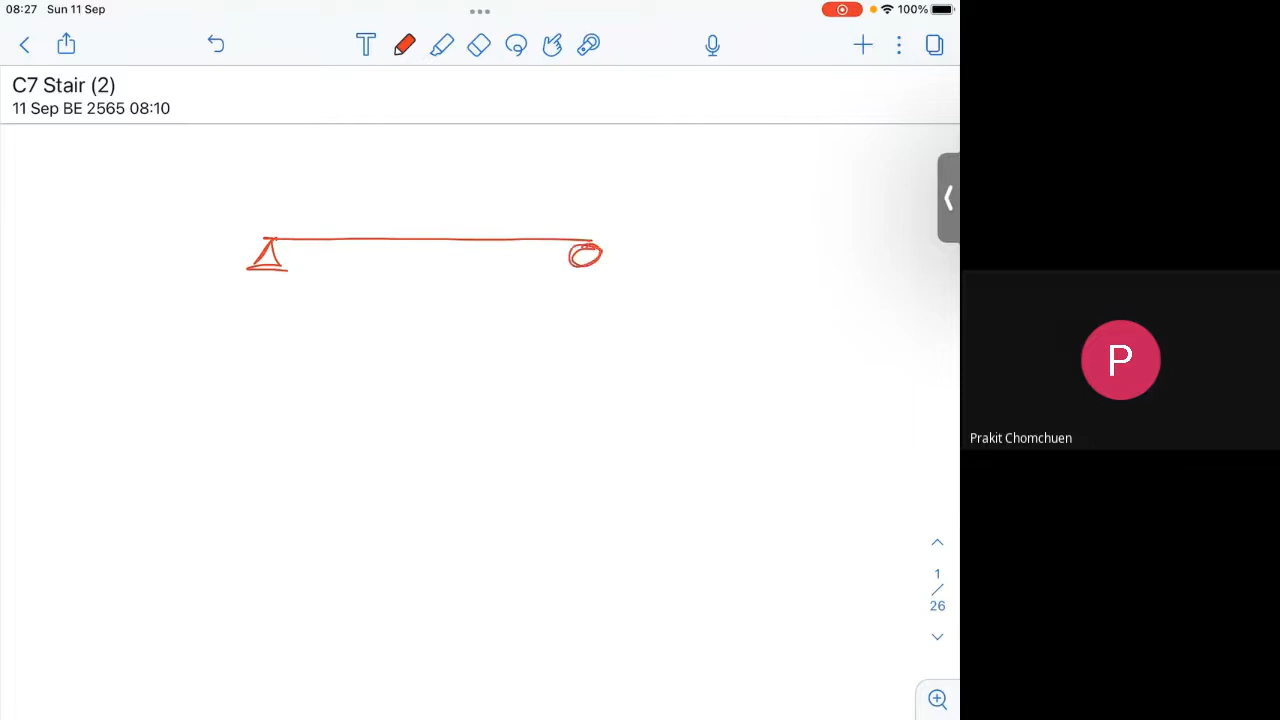 08:27 Sun 11 Sep
100%
T
C7 Stair (2)
11 Sep BE 2565 08:10
P
Prakit Chomchuen
1
/
26